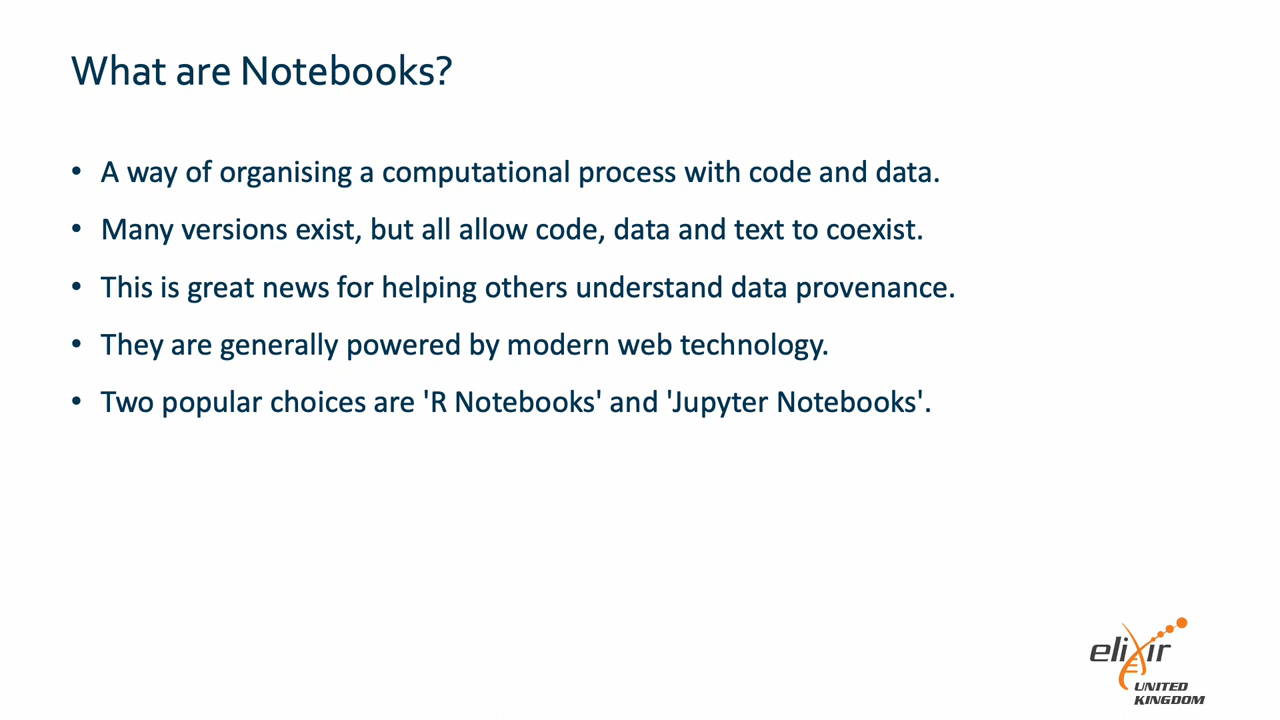 What are Notebooks?
• A way of organising a computational process with code and data.
• Many versions exist, but all allow code, data and text to coexist.
• This is great news for helping others understand data provenance.
• They are generally powered by modern web technology.
• Two popular choices are 'R Notebooks' and 'Jupyter Notebooks'.
elixir
UNITED
KINGDOM